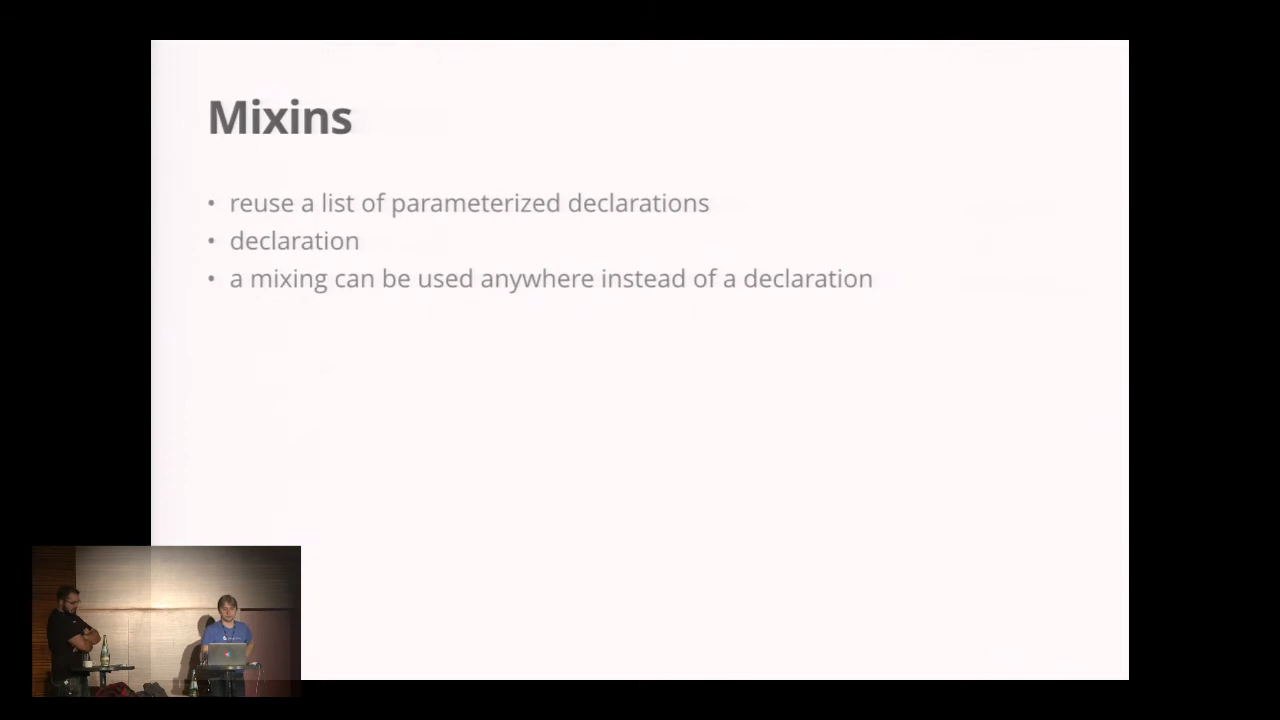 Mixins
• reuse a list of parameterized declarations
• declaration
• a mixing can be used anywhere instead of a declaration